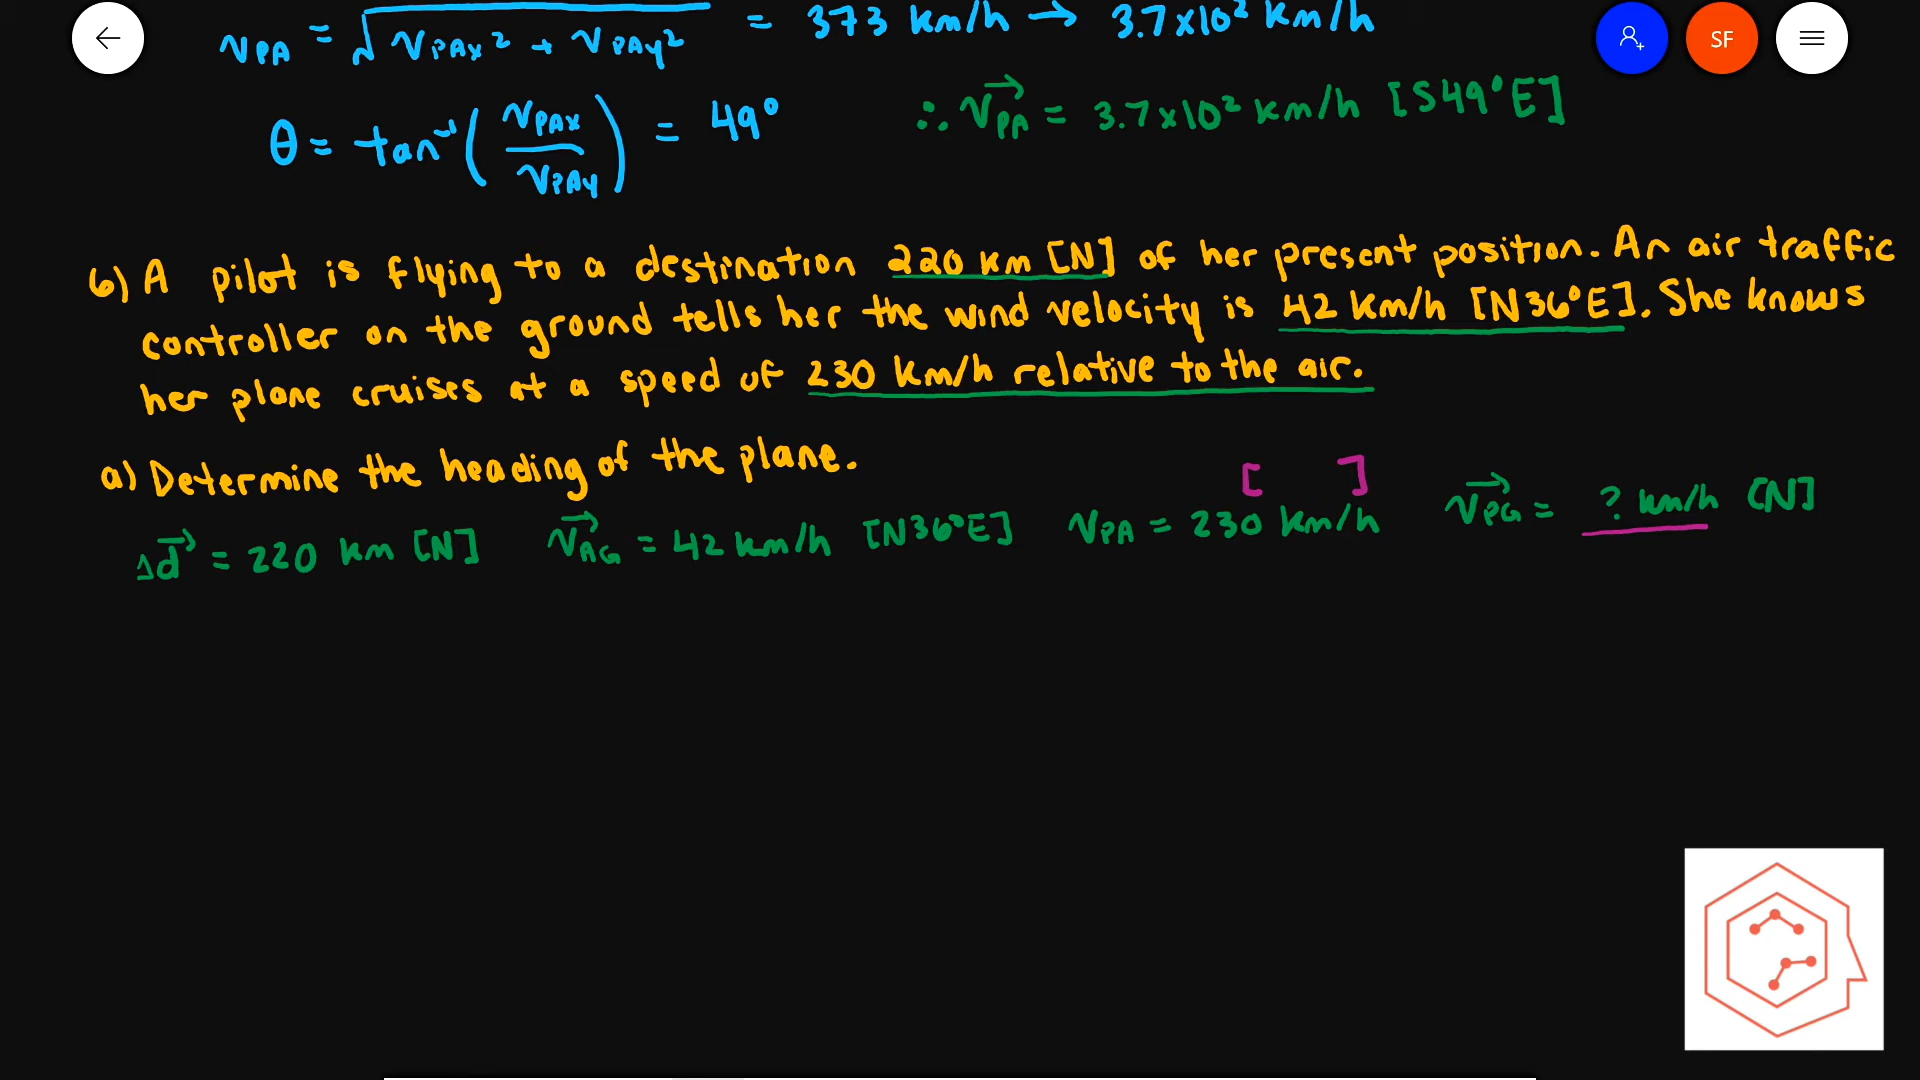 v_PA = √v_PAx² + v_PAy² = 373 km/h → 3.7x10² km/h
SF
θ = tan⁻¹(v_PAx/v_PAy) = 49° ∴ v⃗_PA = 3.7x10² km/h [S49°E]
6) A pilot is flying to a destination 220 km [N] of her present position. An air traffic
controller on the ground tells her the wind velocity is 42 km/h [N36°E]. She knows
her plane cruises at a speed of 230 km/h relative to the air.
a) Determine the heading of the plane.
[ ]
Δd⃗ = 220 km [N] v⃗_AG = 42 km/h [N36°E] v_PA = 230 km/h v⃗_PG = ? km/h [N]